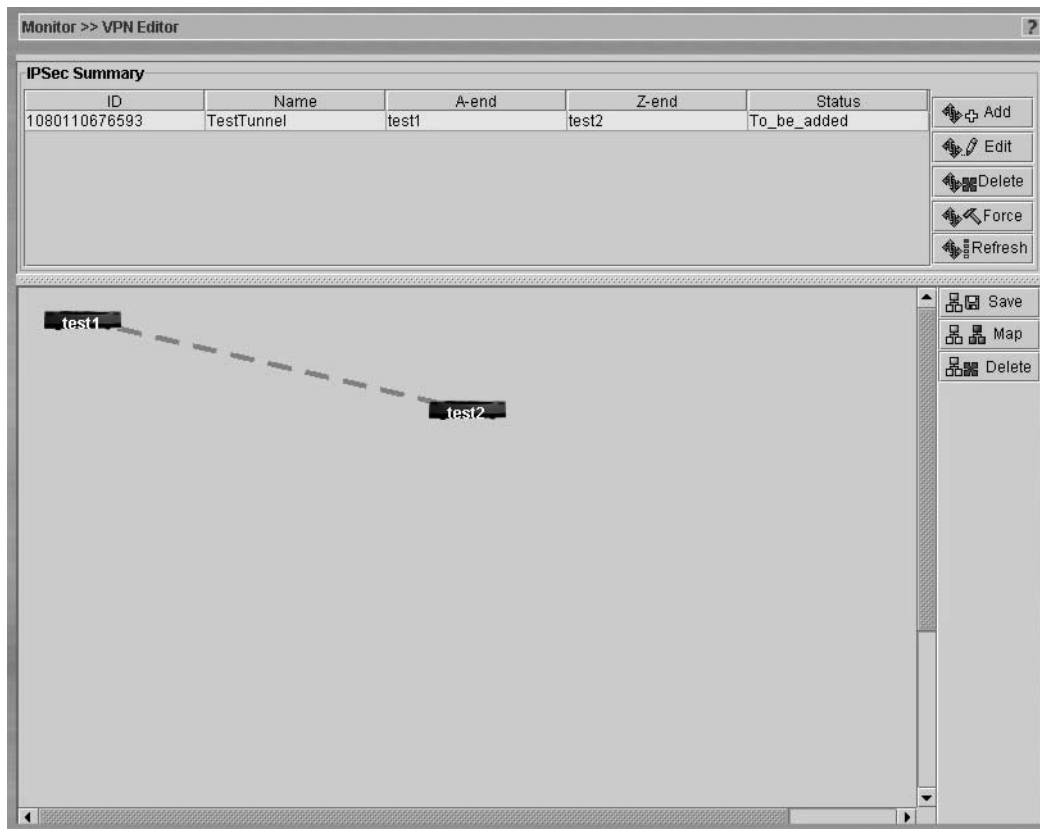 Monitor >> VPN Editor ?
IPSec Summary
ID Name A-end Z-end Status
1080110676593 TestTunnel test1 test2 To_be_added
Add
Edit
Delete
Force
Refresh
test1
test2
Save
Map
Delete